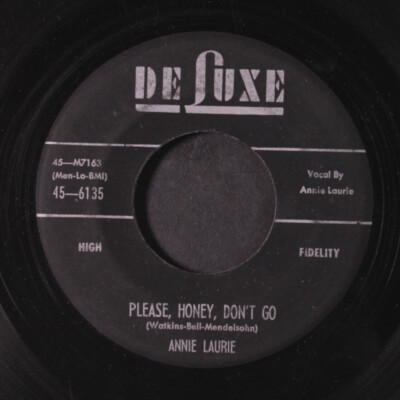 DE LUXE
45—M7163
(Men-Lo-BMI)
45—6135
Vocal By
Annie Laurie
HIGH
FIDELITY
PLEASE, HONEY, DON'T GO
(Watkins-Bell-Mendelsohn)
ANNIE LAURIE